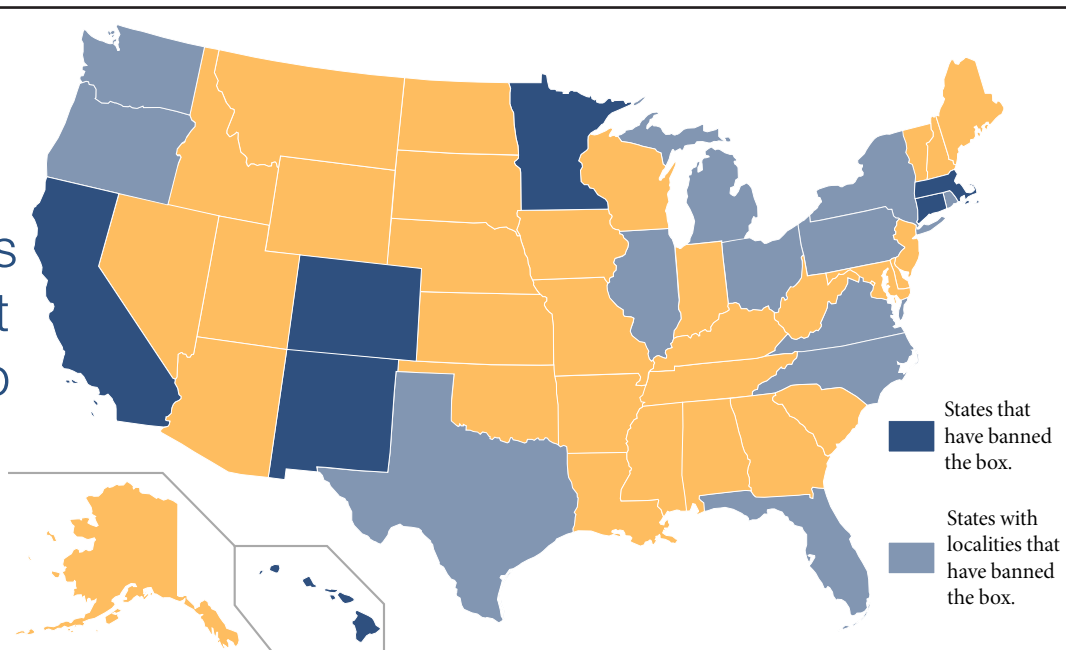 s
t
o
States that
have banned
the box.
States with
localities that
have banned
the box.